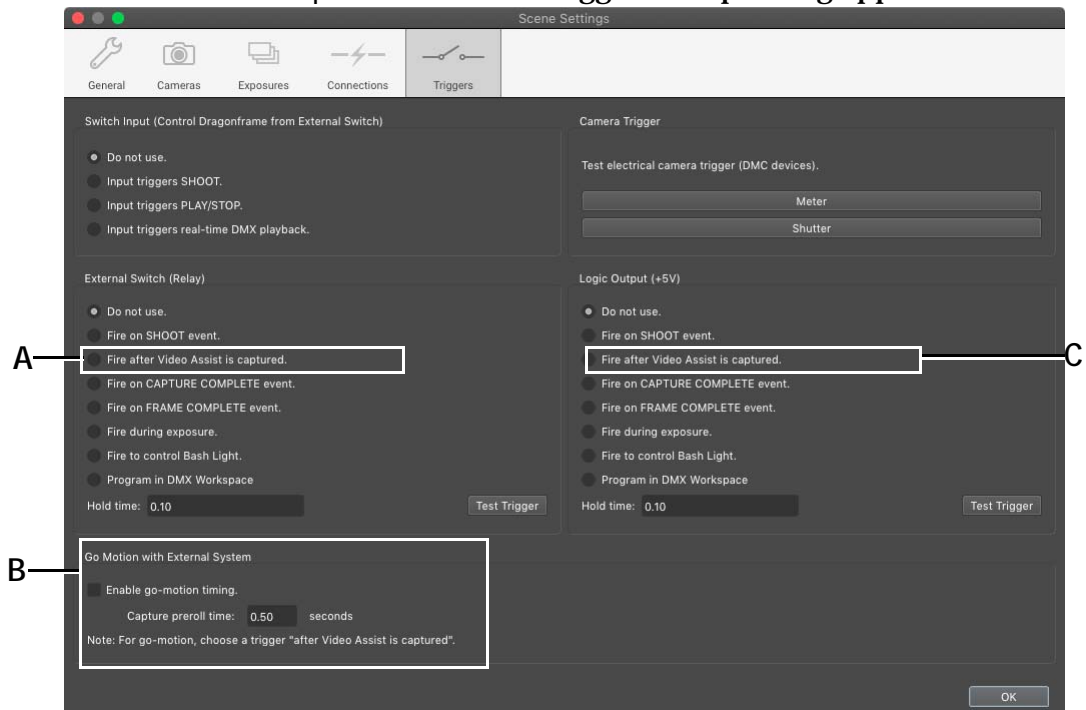 Scene Settings
General Cameras Exposures Connections Triggers
Switch Input (Control Dragonframe from External Switch)
Do not use.
Input triggers SHOOT.
Input triggers PLAY/STOP.
Input triggers real-time DMX playback.
Camera Trigger
Test electrical camera trigger (DMC devices).
Meter
Shutter
External Switch (Relay)
Do not use.
Fire on SHOOT event.
A Fire after Video Assist is captured.
Fire on CAPTURE COMPLETE event.
Fire on FRAME COMPLETE event.
Fire during exposure.
Fire to control Bash Light.
Program in DMX Workspace
Hold time: 0.10 Test Trigger
Logic Output (+5V)
Do not use.
Fire on SHOOT event.
Fire after Video Assist is captured. C
Fire on CAPTURE COMPLETE event.
Fire on FRAME COMPLETE event.
Fire during exposure.
Fire to control Bash Light.
Program in DMX Workspace
Hold time: 0.10 Test Trigger
B Go Motion with External System
Enable go-motion timing.
Capture preroll time: 0.50 seconds
Note: For go-motion, choose a trigger "after Video Assist is captured".
OK